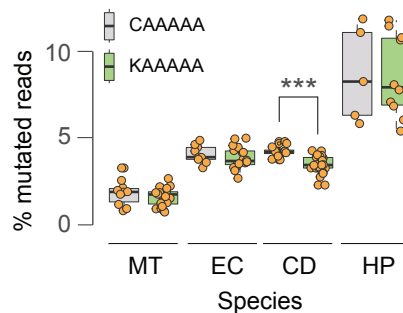 CAAAAA
KAAAAA
% mutated reads
10
5
0
***
MT EC CD HP
Species